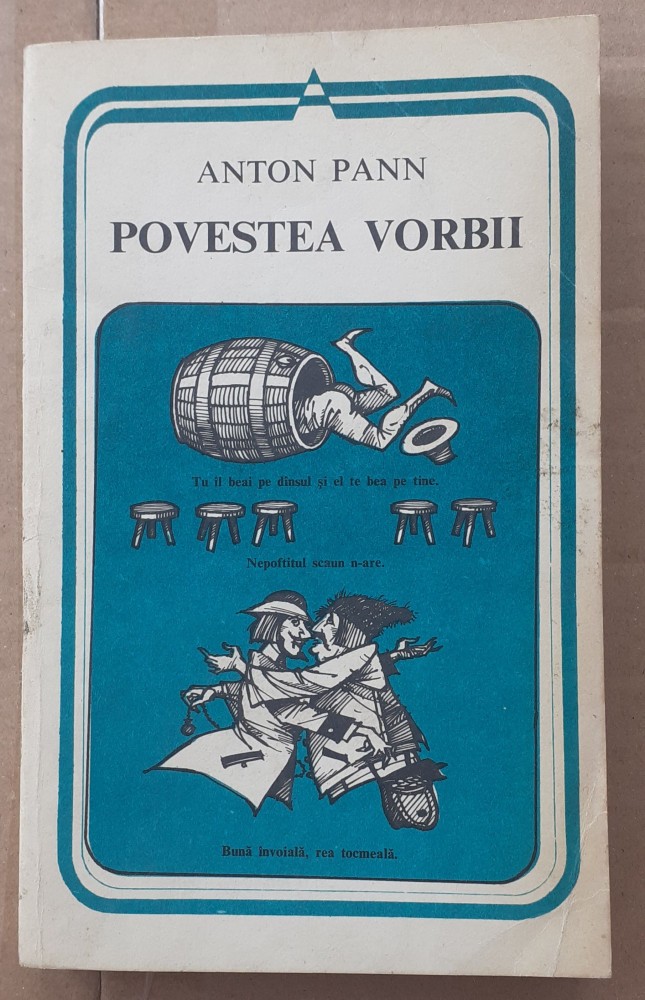 ANTON PANN
POVESTEA VORBII
Tu îl beai pe dînsul și el te bea pe tine.
Nepoftitul scaun n-are.
Bună învoială, rea tocmeală.